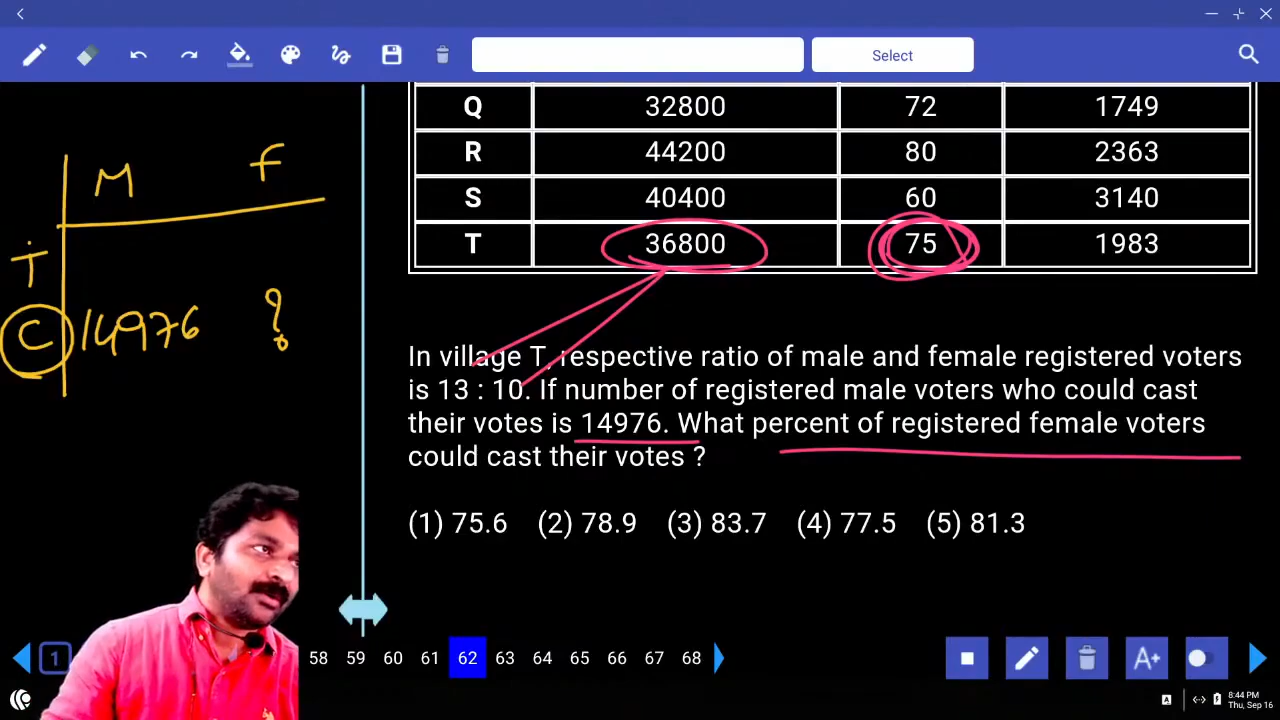 Select
Q 32800 72 1749
R 44200 80 2363
S 40400 60 3140
T 36800 75 1983
M F
T
C 14976 ?
In village T, respective ratio of male and female registered voters
is 13 : 10. If number of registered male voters who could cast
their votes is 14976. What percent of registered female voters
could cast their votes ?
(1) 75.6 (2) 78.9 (3) 83.7 (4) 77.5 (5) 81.3
1 58 59 60 61 62 63 64 65 66 67 68 A+
A 8:44 PM
Thu, Sep 16